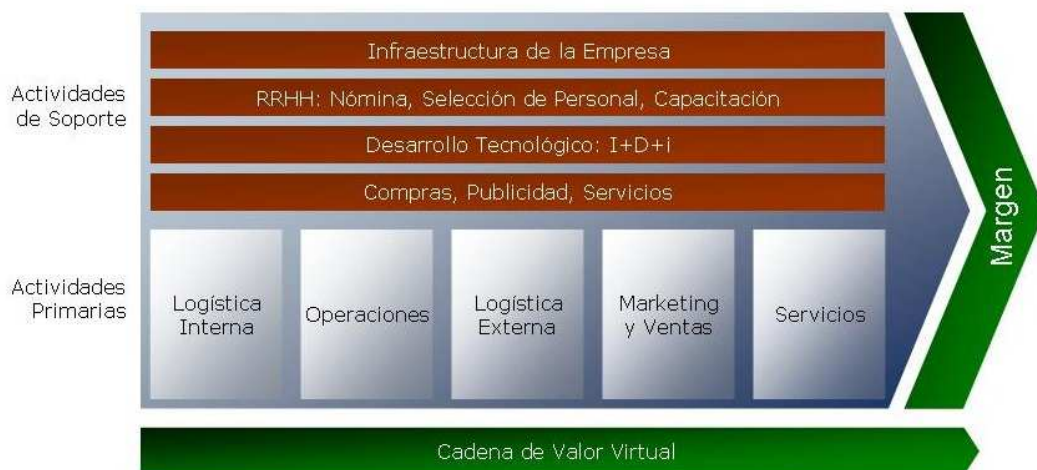 Actividades
de Soporte
Infraestructura de la Empresa
RRHH: Nómina, Selección de Personal, Capacitación
Desarrollo Tecnológico: I+D+i
Compras, Publicidad, Servicios
Actividades
Primarias
Logística
Interna
Operaciones
Logística
Externa
Marketing
y Ventas
Servicios
Margen
Cadena de Valor Virtual